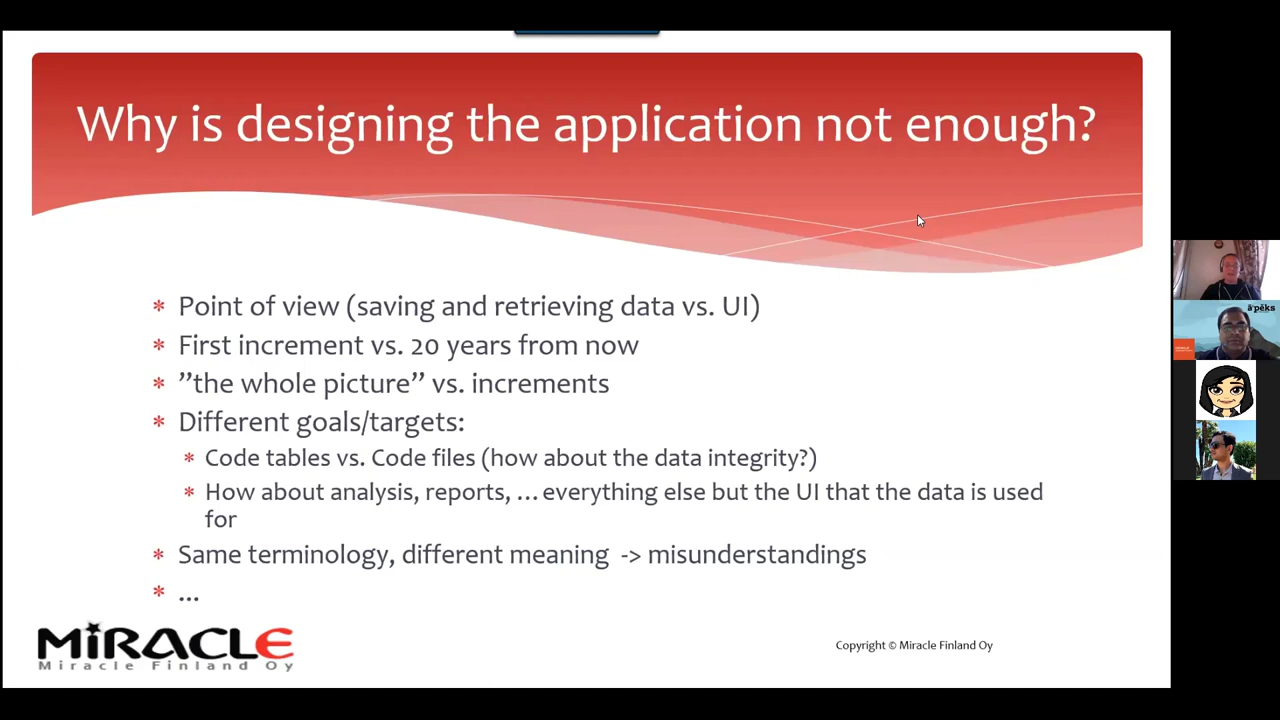 Why is designing the application not enough?
* Point of view (saving and retrieving data vs. UI)
* First increment vs. 20 years from now
* ”the whole picture” vs. increments
* Different goals/targets:
* Code tables vs. Code files (how about the data integrity?)
* How about analysis, reports, ... everything else but the UI that the data is used
for
* Same terminology, different meaning -> misunderstandings
* ...
MiRACLE
Miracle Finland Oy
Copyright © Miracle Finland Oy
ā'pěks